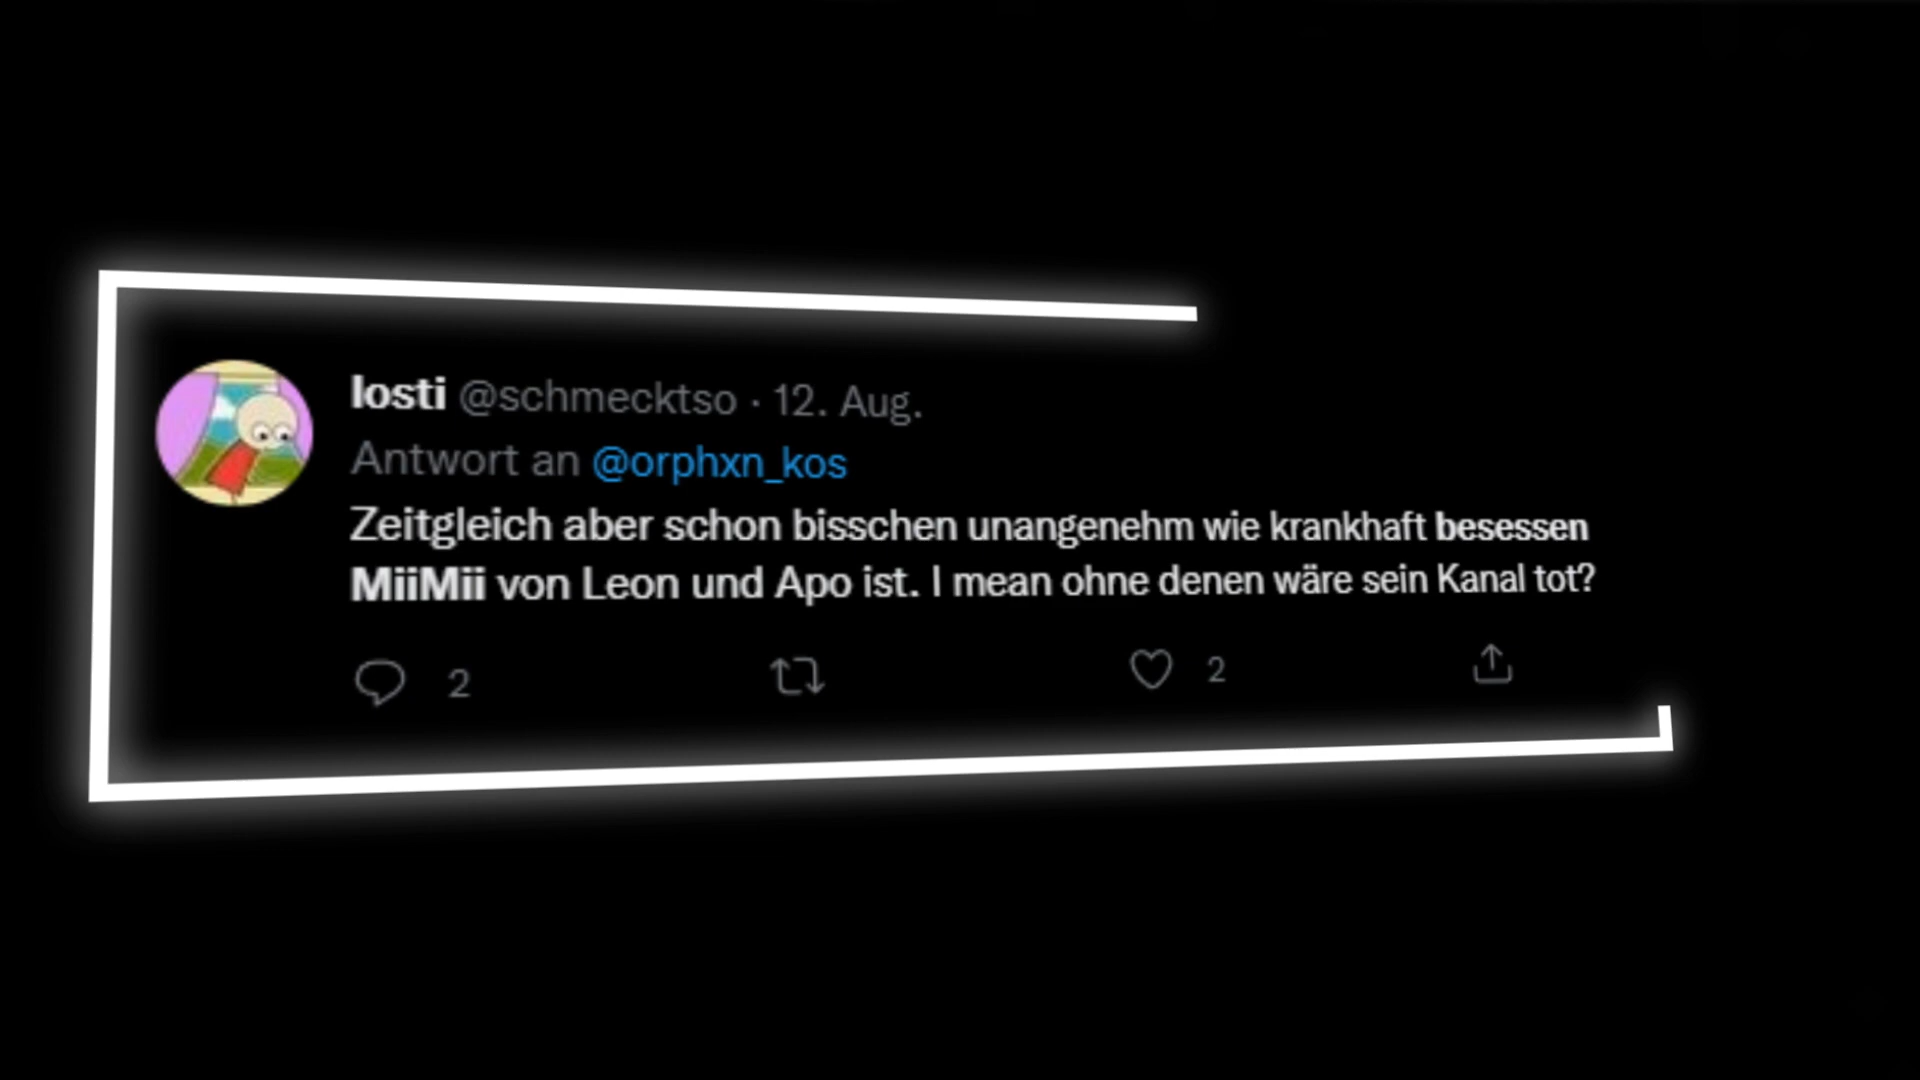 losti @schmecktso · 12. Aug.
Antwort an @orphxn_kos
Zeitgleich aber schon bisschen unangenehm wie krankhaft besessen
MiiMii von Leon und Apo ist. I mean ohne denen wäre sein Kanal tot?
2 2